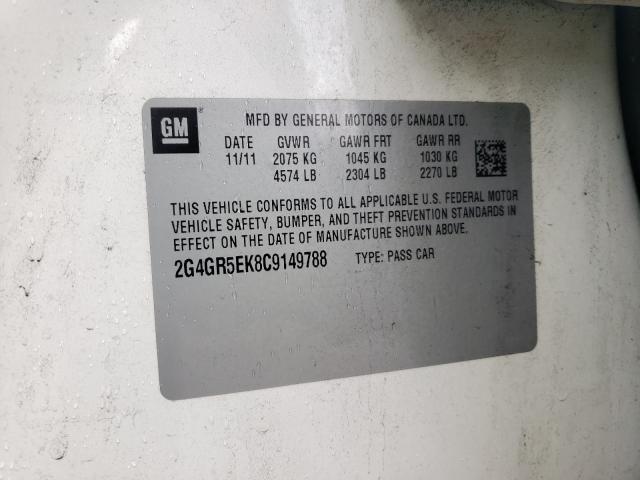 GM
MFD BY GENERAL MOTORS OF CANADA LTD.
DATE GVWR GAWR FRT GAWR RR
11/11 2075 KG 1045 KG 1030 KG
4574 LB 2304 LB 2270 LB
THIS VEHICLE CONFORMS TO ALL APPLICABLE U.S. FEDERAL MOTOR
VEHICLE SAFETY, BUMPER, AND THEFT PREVENTION STANDARDS IN
EFFECT ON THE DATE OF MANUFACTURE SHOWN ABOVE.
2G4GR5EK8C9149788 TYPE: PASS CAR